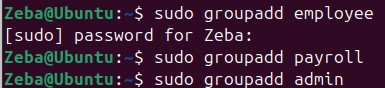 Zeba@Ubuntu:~$ sudo groupadd employee
[sudo] password for Zeba:
Zeba@Ubuntu:~$ sudo groupadd payroll
Zeba@Ubuntu:~$ sudo groupadd admin